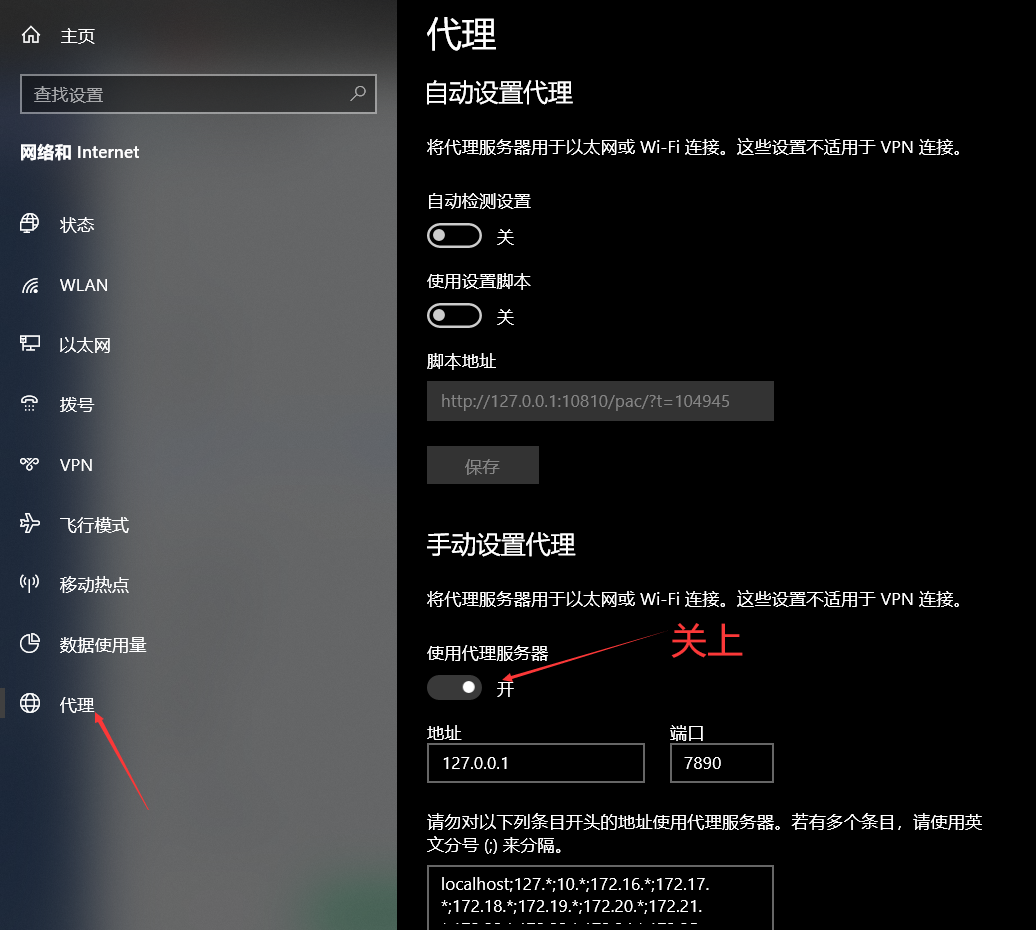 主页
查找设置
网络和 Internet
状态
WLAN
以太网
拨号
VPN
飞行模式
移动热点
数据使用量
代理
代理
自动设置代理
将代理服务器用于以太网或 Wi-Fi 连接。这些设置不适用于 VPN 连接。
自动检测设置
关
使用设置脚本
关
脚本地址
http://127.0.0.1:10810/pac/?t=104945
保存
手动设置代理
将代理服务器用于以太网或 Wi-Fi 连接。这些设置不适用于 VPN 连接。
关上
使用代理服务器
开
地址 端口
127.0.0.1 7890
请勿对以下列条目开头的地址使用代理服务器。若有多个条目，请使用英
文分号 (;) 来分隔。
localhost;127.*;10.*;172.16.*;172.17.
*;172.18.*;172.19.*;172.20.*;172.21.